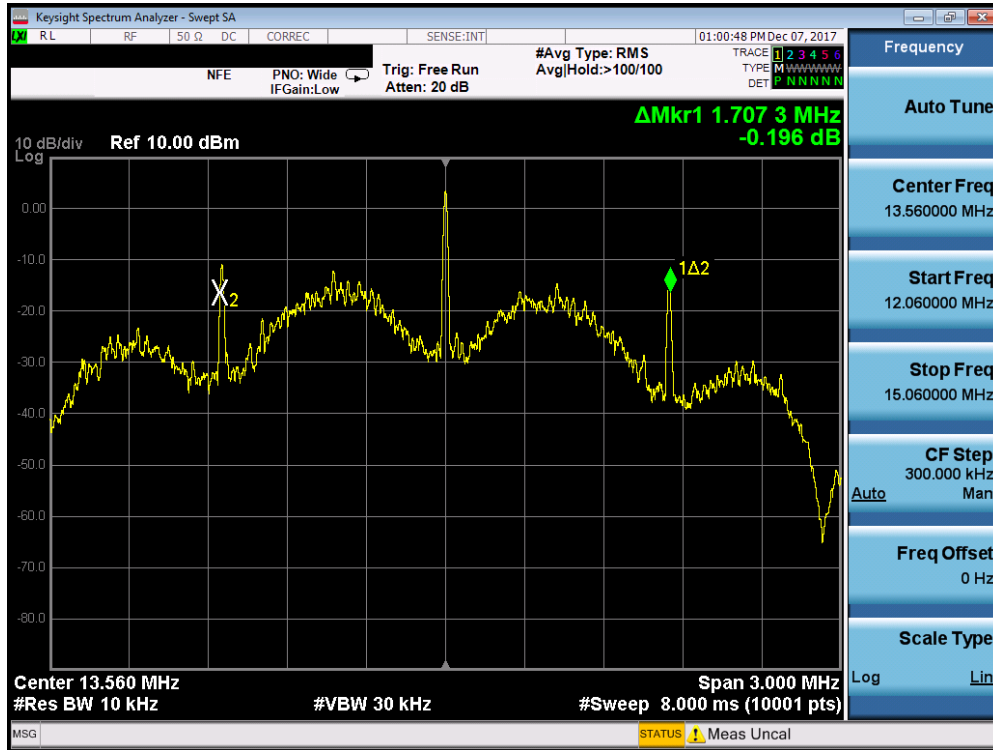 Keysight Spectrum Analyzer - Swept SA
LXI RL RF 50 Ω DC CORREC SENSE:INT 01:00:48 PM Dec 07, 2017
NFE PNO: Wide Trig: Free Run #Avg Type: RMS TRACE 1 2 3 4 5 6
IFGain:Low Atten: 20 dB Avg|Hold:>100/100 TYPE M WWWWW
DET P N N N N N
ΔMkr1 1.707 3 MHz
-0.196 dB
10 dB/div Ref 10.00 dBm
Log
0.00
-10.0
-20.0
-30.0
-40.0
-50.0
-60.0
-70.0
-80.0
2
1Δ2
Center 13.560 MHz Span 3.000 MHz
#Res BW 10 kHz #VBW 30 kHz #Sweep 8.000 ms (10001 pts)
MSG STATUS Meas Uncal
Frequency
Auto Tune
Center Freq
13.560000 MHz
Start Freq
12.060000 MHz
Stop Freq
15.060000 MHz
CF Step
300.000 kHz
Auto Man
Freq Offset
0 Hz
Scale Type
Log Lin